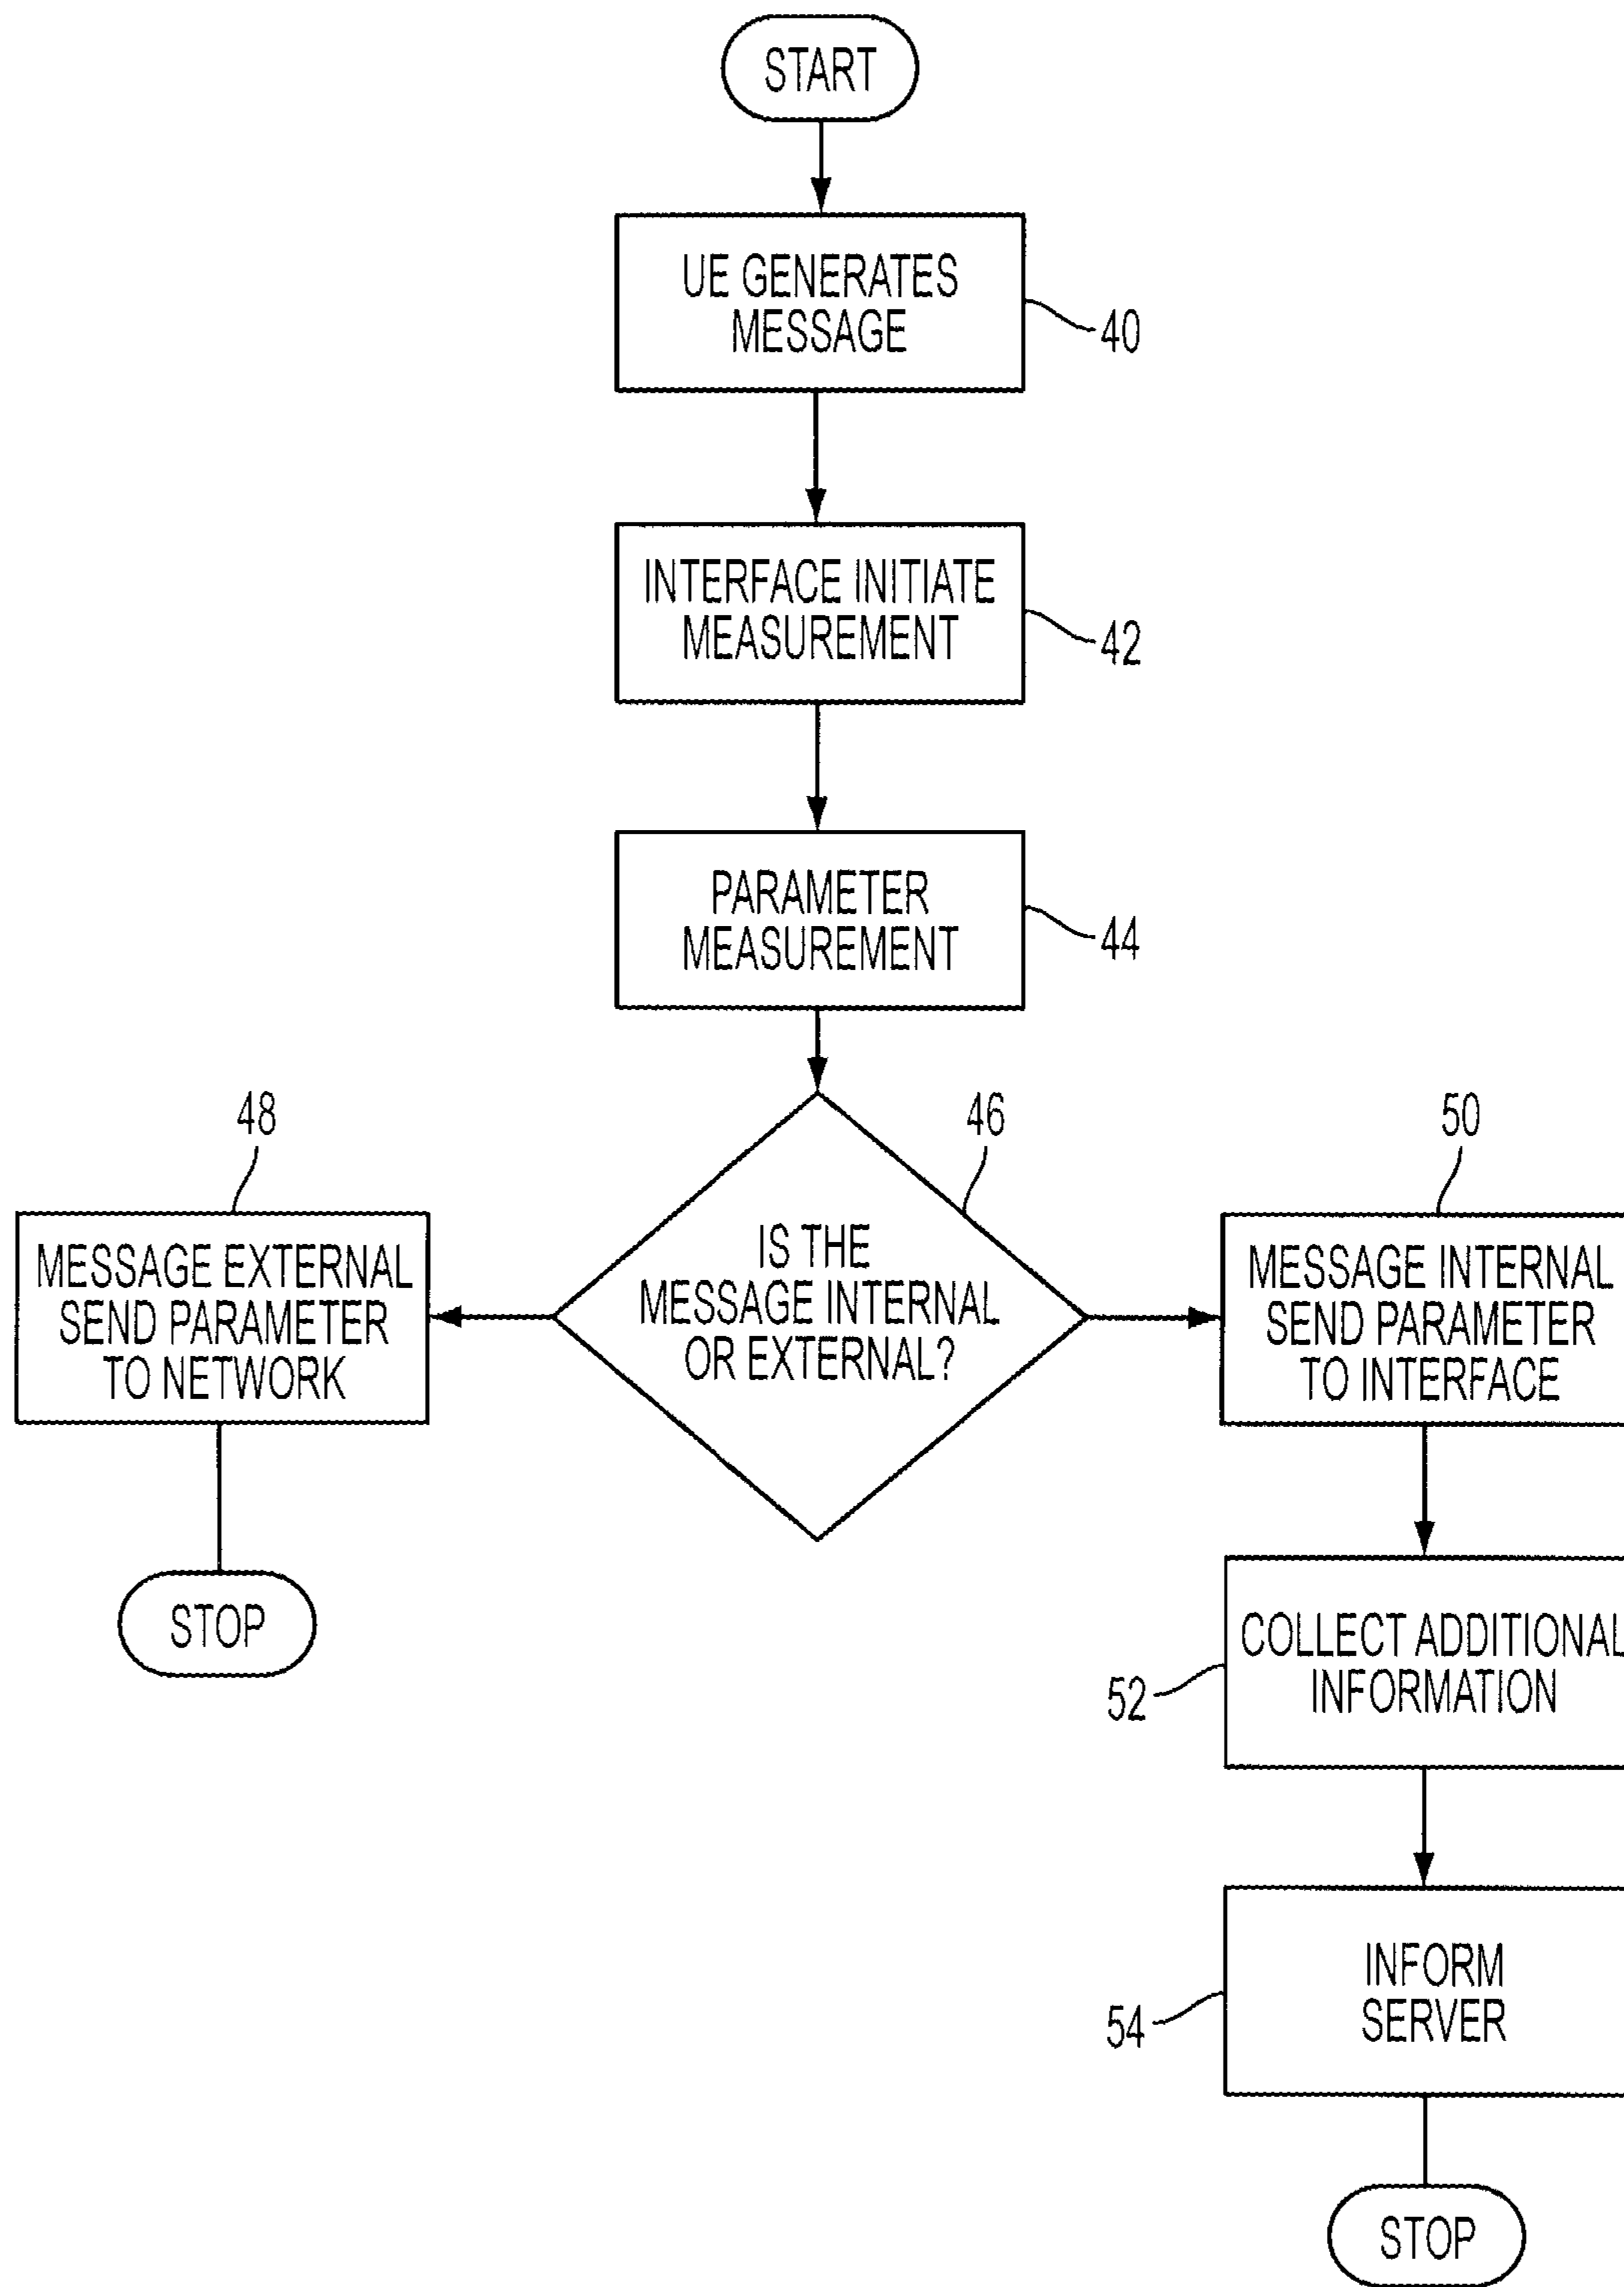 START
UE GENERATES
MESSAGE
40
INTERFACE INITIATE
MEASUREMENT
42
PARAMETER
MEASUREMENT
44
48
46
50
MESSAGE EXTERNAL
SEND PARAMETER
TO NETWORK
IS THE
MESSAGE INTERNAL
OR EXTERNAL?
MESSAGE INTERNAL
SEND PARAMETER
TO INTERFACE
STOP
COLLECT ADDITIONAL
INFORMATION
52
INFORM
SERVER
54
STOP